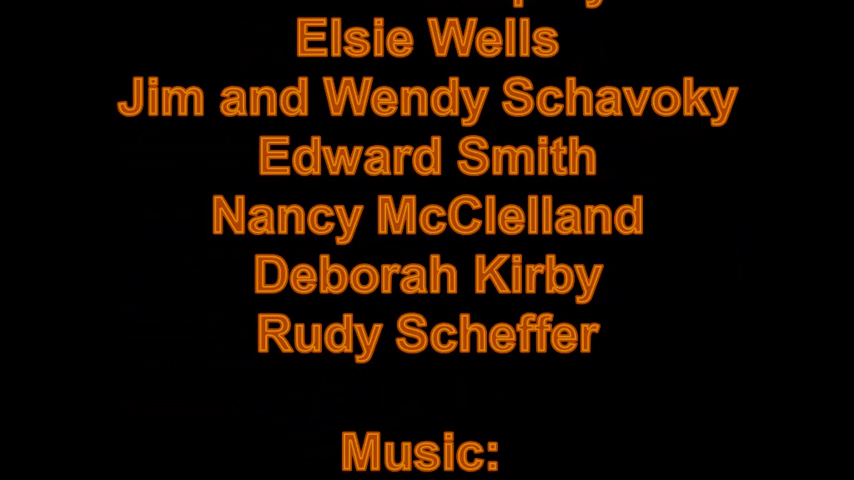 Elsie Wells
Jim and Wendy Schavoky
Edward Smith
Nancy McClelland
Deborah Kirby
Rudy Scheffer
Music: